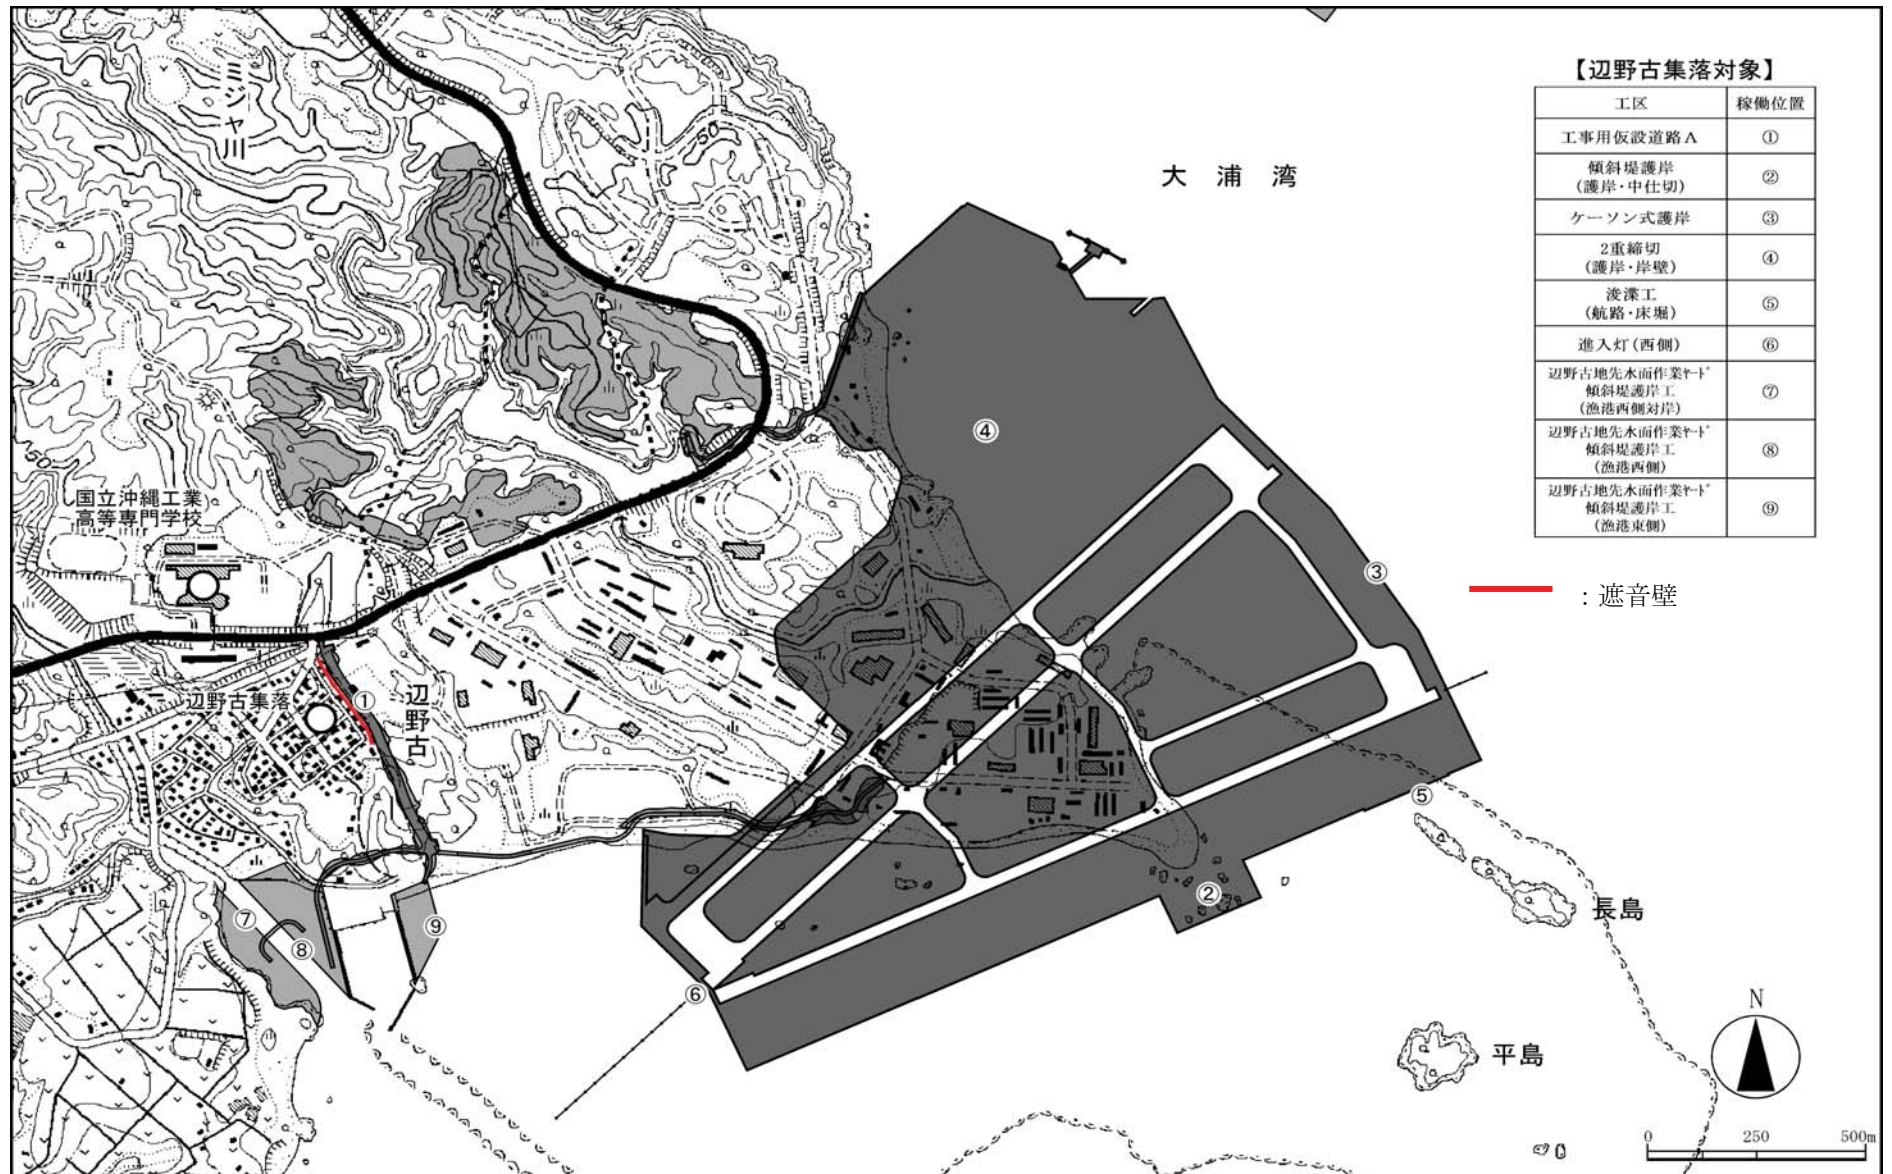 【辺野古集落対象】
工区 稼働位置
工事用仮設道路A ①
傾斜堤護岸
(護岸・中仕切) ②
ケーソン式護岸 ③
2重締切
(護岸・岸壁) ④
浚渫工
(航路・床堀) ⑤
進入灯(西側) ⑥
辺野古地先水面作業ヤード
傾斜堤護岸工
(漁港西側対岸) ⑦
辺野古地先水面作業ヤード
傾斜堤護岸工
(漁港西側) ⑧
辺野古地先水面作業ヤード
傾斜堤護岸工
(漁港東側) ⑨
：遮音壁
ミジャ川
50
大浦湾
50
国立沖縄工業
高等専門学校
辺野古集落
辺野古
①
②
③
④
⑤
⑥
⑦
⑧
⑨
長島
平島
N
0 250 500m